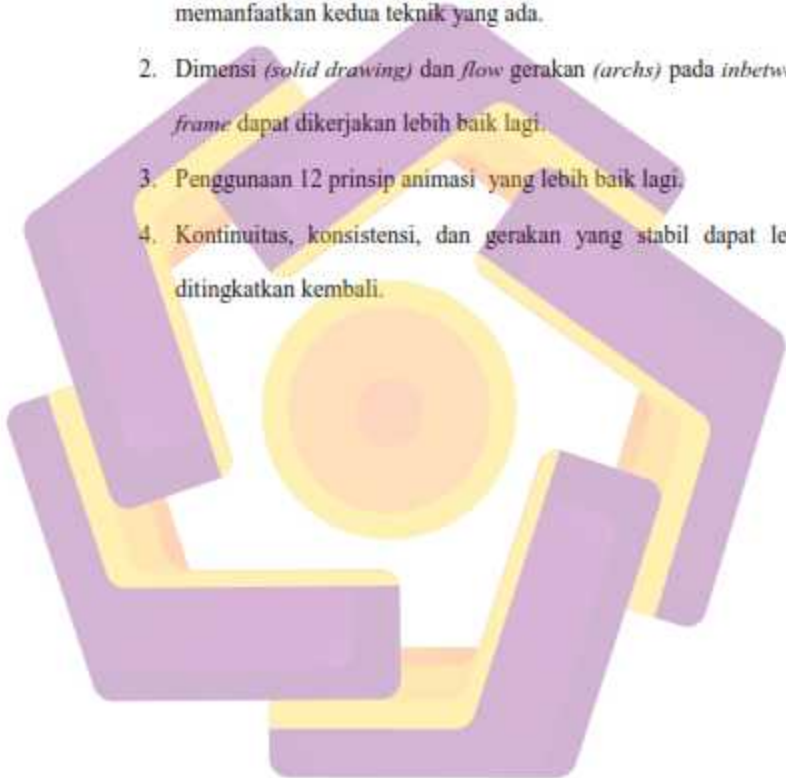 memanfaatkan kedua teknik yang ada.
2. Dimensi (solid drawing) dan flow gerakan (archs) pada inbetw
frame dapat dikerjakan lebih baik lagi.
3. Penggunaan 12 prinsip animasi yang lebih baik lagi.
4. Kontinuitas, konsistensi, dan gerakan yang stabil dapat le
ditingkatkan kembali.